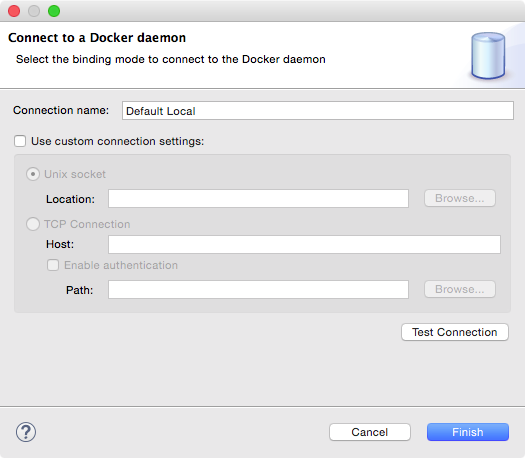 Connect to a Docker daemon
Select the binding mode to connect to the Docker daemon
Connection name: Default Local
Use custom connection settings:
Unix socket
Location: Browse...
TCP Connection
Host:
Enable authentication
Path: Browse...
Test Connection
? Cancel Finish